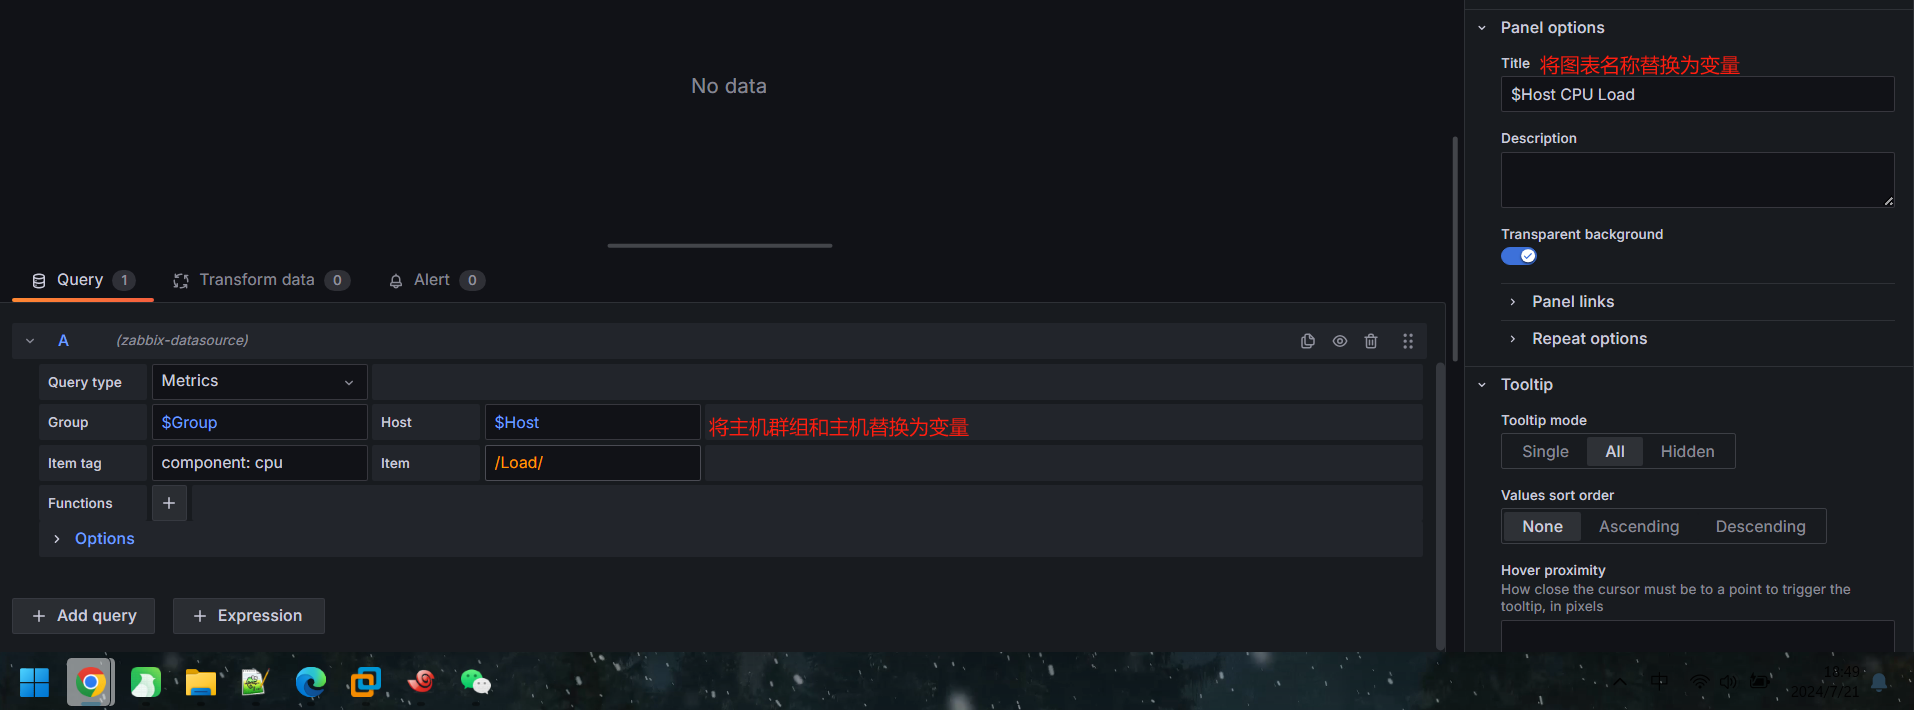 No data
Query 1 Transform data 0 Alert 0
A (zabbix-datasource)
Query type Metrics
Group $Group Host $Host 将主机群组和主机替换为变量
Item tag component: cpu Item /Load/
Functions +
Options
+ Add query + Expression
Panel options
Title 将图表名称替换为变量
$Host CPU Load
Description
Transparent background
Panel links
Repeat options
Tooltip
Tooltip mode
Single All Hidden
Values sort order
None Ascending Descending
Hover proximity
How close the cursor must be to a point to trigger the
tooltip, in pixels
中
2024/7/21